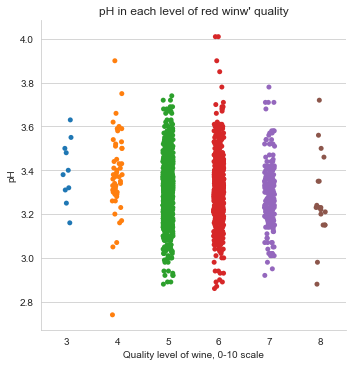 pH in each level of red winw' quality
4.0
3.8
3.6
3.4
3.2
3.0
2.8
pH
3 4 5 6 7 8
Quality level of wine, 0-10 scale